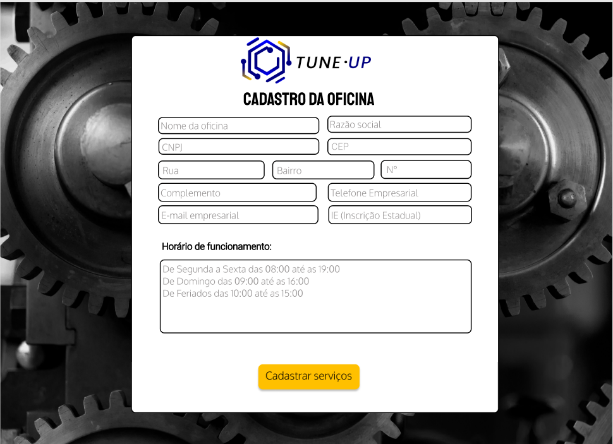 TUNE·UP
CADASTRO DA OFICINA
Nome da oficina Razão social
CNPJ CEP
Rua Bairro N°
Complemento Telefone Empresarial
E-mail empresarial IE (Inscrição Estadual)
Horário de funcionamento:
De Segunda a Sexta das 08:00 até as 19:00
De Domingo das 09:00 até as 16:00
De Feriados das 10:00 até as 15:00
Cadastrar serviços